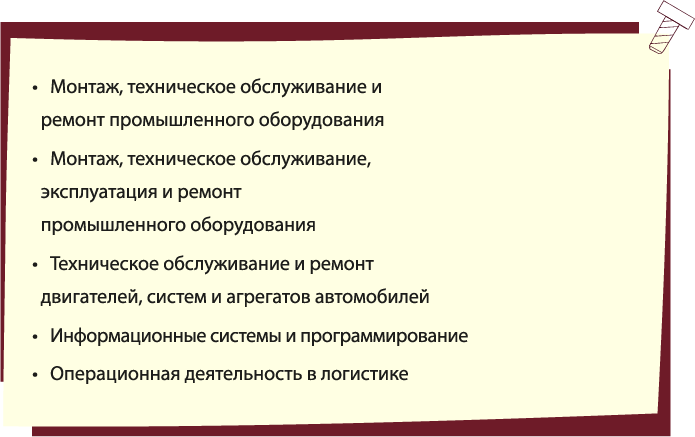 • Монтаж, техническое обслуживание и
ремонт промышленного оборудования
• Монтаж, техническое обслуживание,
эксплуатация и ремонт
промышленного оборудования
• Техническое обслуживание и ремонт
двигателей, систем и агрегатов автомобилей
• Информационные системы и программирование
• Операционная деятельность в логистике